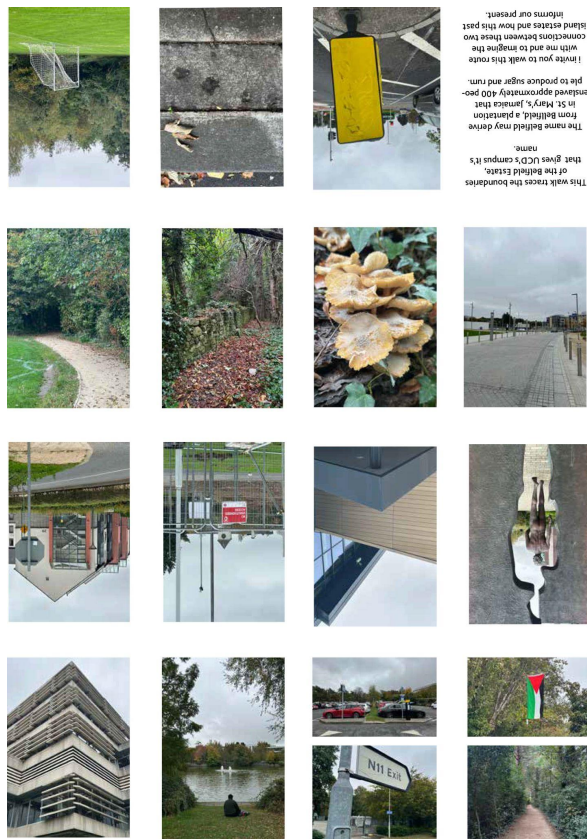 This walk traces the boundaries
of the Belfield Estate,
that gives UCD's campus it's
name.
The name Belfield may derive
from Bellfield, a plantation
in St. Mary's, Jamaica that
enslaved approximately 400 peo-
ple to produce sugar and rum.
i invite you to walk this route
with me and to imagine the
connections between these two
island estates and how this past
informs our present.
N11 Exit